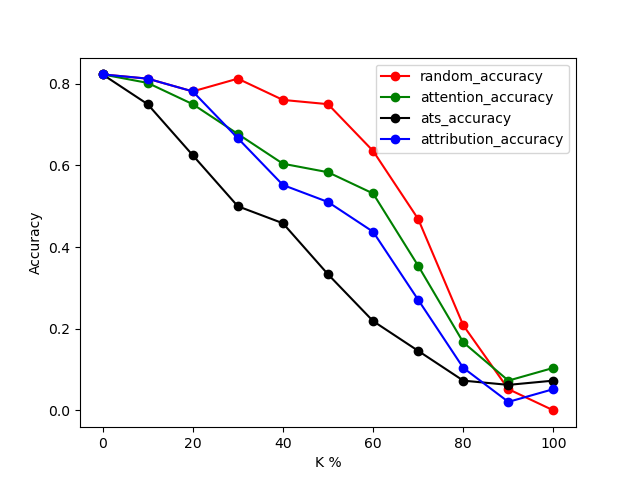 random_accuracy
attention_accuracy
ats_accuracy
attribution_accuracy
Accuracy
0.8
0.6
0.4
0.2
0.0
0 20 40 60 80 100
K %